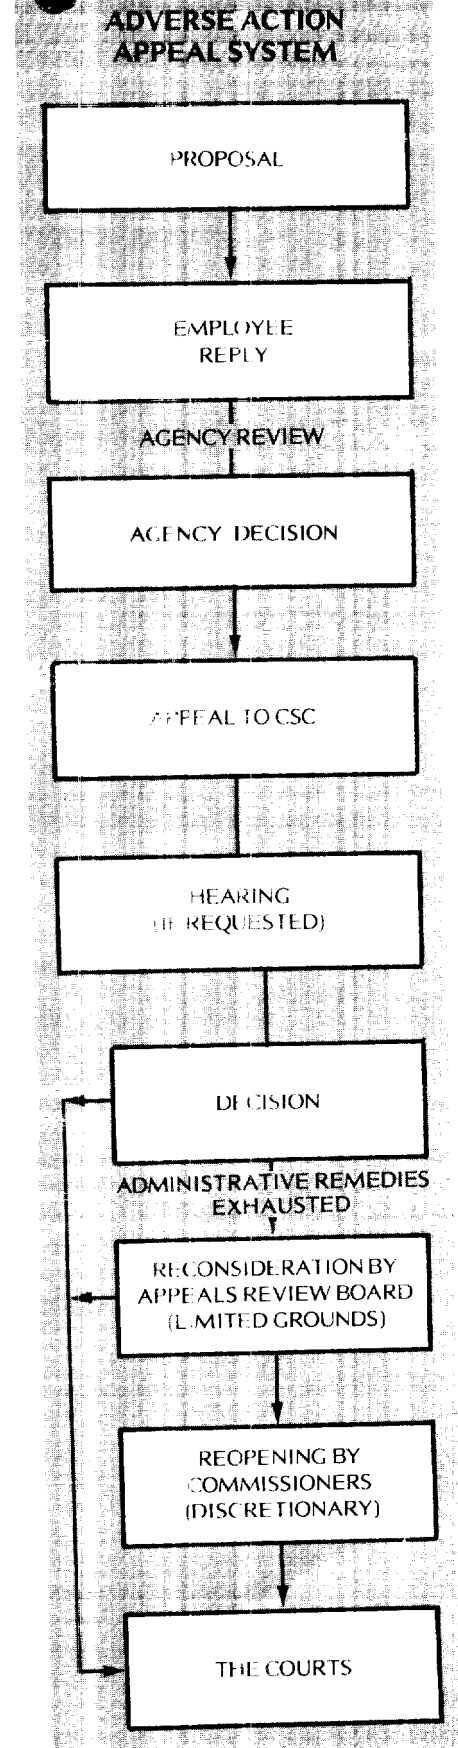 ADVERSE ACTION
APPEAL SYSTEM
PROPOSAL
EMPLOYEE
REPLY
AGENCY REVIEW
AGENCY DECISION
APPEAL TO CSC
HEARING
(IF REQUESTED)
DECISION
ADMINISTRATIVE REMEDIES
EXHAUSTED
RECONSIDERATION BY
APPEALS REVIEW BOARD
(LIMITED GROUNDS)
REOPENING BY
COMMISSIONERS
(DISCRETIONARY)
THE COURTS